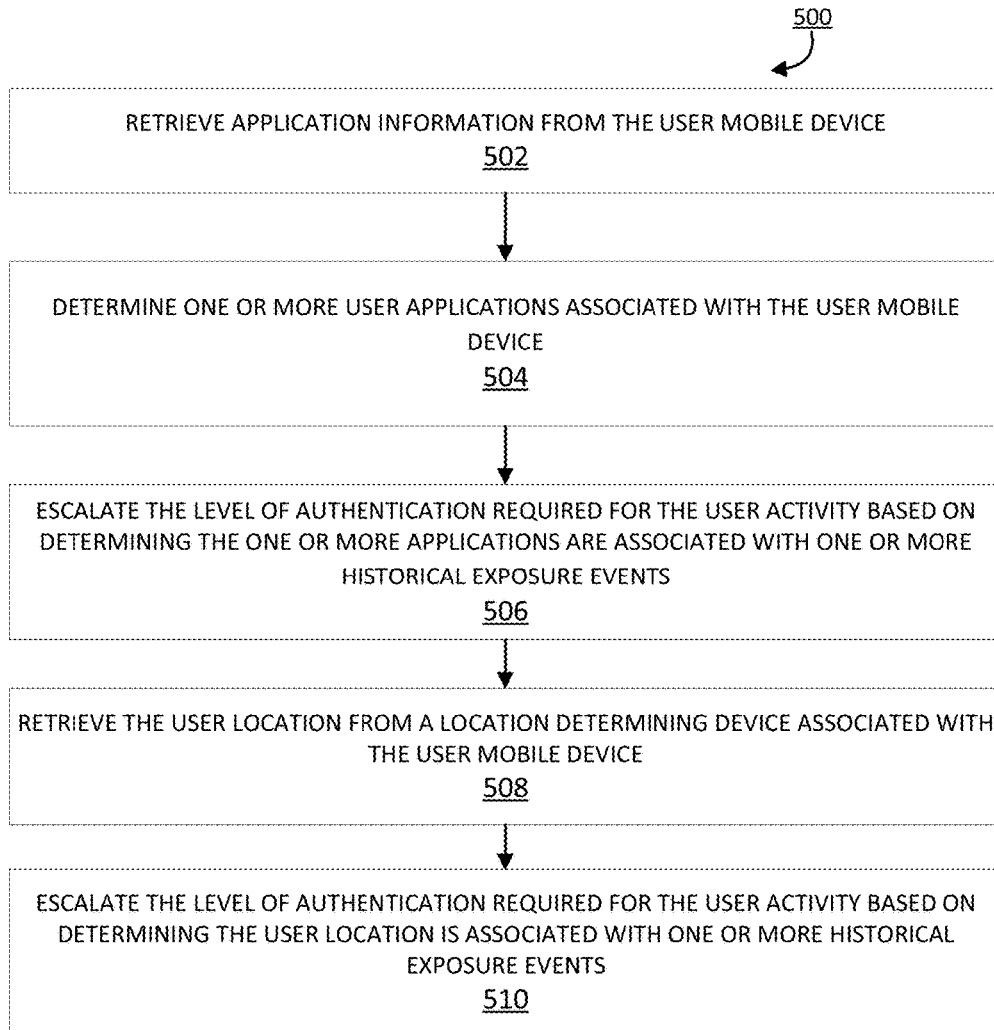 500
RETRIEVE APPLICATION INFORMATION FROM THE USER MOBILE DEVICE
502
DETERMINE ONE OR MORE USER APPLICATIONS ASSOCIATED WITH THE USER MOBILE
DEVICE
504
ESCALATE THE LEVEL OF AUTHENTICATION REQUIRED FOR THE USER ACTIVITY BASED ON
DETERMINING THE ONE OR MORE APPLICATIONS ARE ASSOCIATED WITH ONE OR MORE
HISTORICAL EXPOSURE EVENTS
506
RETRIEVE THE USER LOCATION FROM A LOCATION DETERMINING DEVICE ASSOCIATED WITH
THE USER MOBILE DEVICE
508
ESCALATE THE LEVEL OF AUTHENTICATION REQUIRED FOR THE USER ACTIVITY BASED ON
DETERMINING THE USER LOCATION IS ASSOCIATED WITH ONE OR MORE HISTORICAL
EXPOSURE EVENTS
510